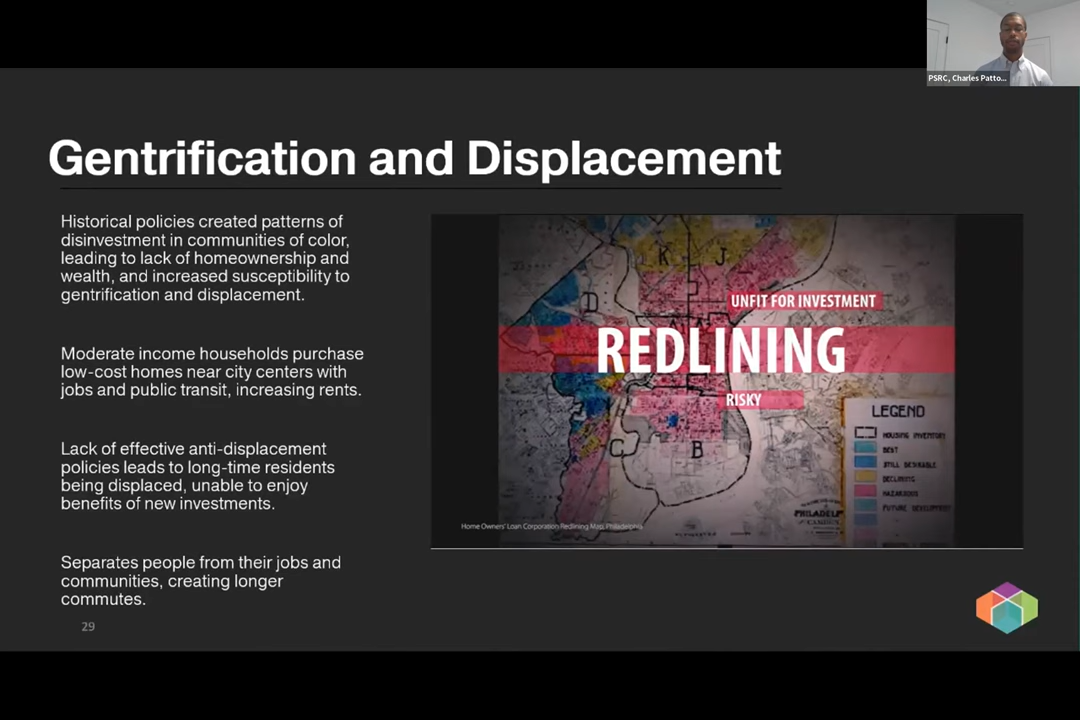 PSRC, Charles Patto...
Gentrification and Displacement
Historical policies created patterns of
disinvestment in communities of color,
leading to lack of homeownership and
wealth, and increased susceptibility to
gentrification and displacement.
Moderate income households purchase
low-cost homes near city centers with
jobs and public transit, increasing rents.
Lack of effective anti-displacement
policies leads to long-time residents
being displaced, unable to enjoy
benefits of new investments.
Separates people from their jobs and
communities, creating longer
commutes.
29
K J
D
UNFIT FOR INVESTMENT
REDLINING
RISKY
C B
LEGEND
HOUSING INVENTORY
BEST
STILL DESIRABLE
DECLINING
HAZARDOUS
FUTURE DEVELOPMENT
Home Owners' Loan Corporation Redlining Map, Philadelphia